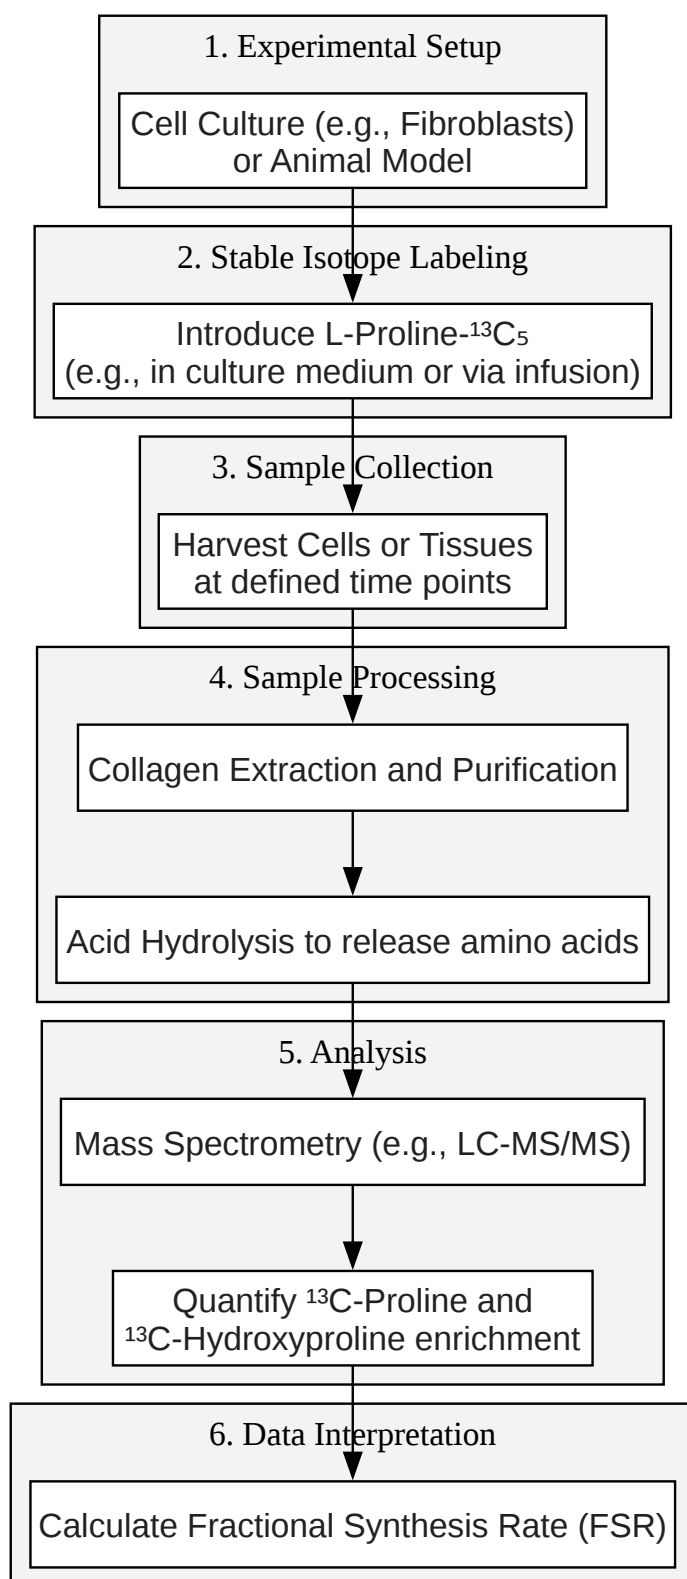 1. Experimental Setup
Cell Culture (e.g., Fibroblasts)
or Animal Model
2. Stable Isotope Labeling
Introduce L-Proline-¹³C₅
(e.g., in culture medium or via infusion)
3. Sample Collection
Harvest Cells or Tissues
at defined time points
4. Sample Processing
Collagen Extraction and Purification
Acid Hydrolysis to release amino acids
5. Analysis
Mass Spectrometry (e.g., LC-MS/MS)
Quantify ¹³C-Proline and
¹³C-Hydroxyproline enrichment
6. Data Interpretation
Calculate Fractional Synthesis Rate (FSR)